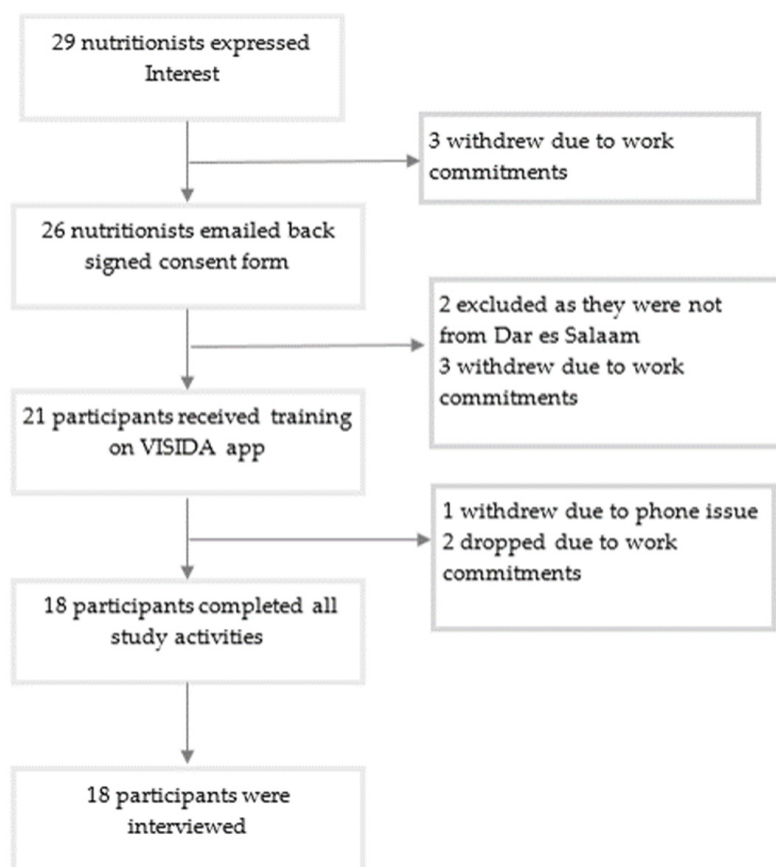 29 nutritionists expressed
Interest
3 withdrew due to work
commitments
26 nutritionists emailed back
signed consent form
2 excluded as they were not
from Dar es Salaam
3 withdrew due to work
commitments
21 participants received training
on VISIDA app
1 withdrew due to phone issue
2 dropped due to work
commitments
18 participants completed all
study activities
18 participants were
interviewed